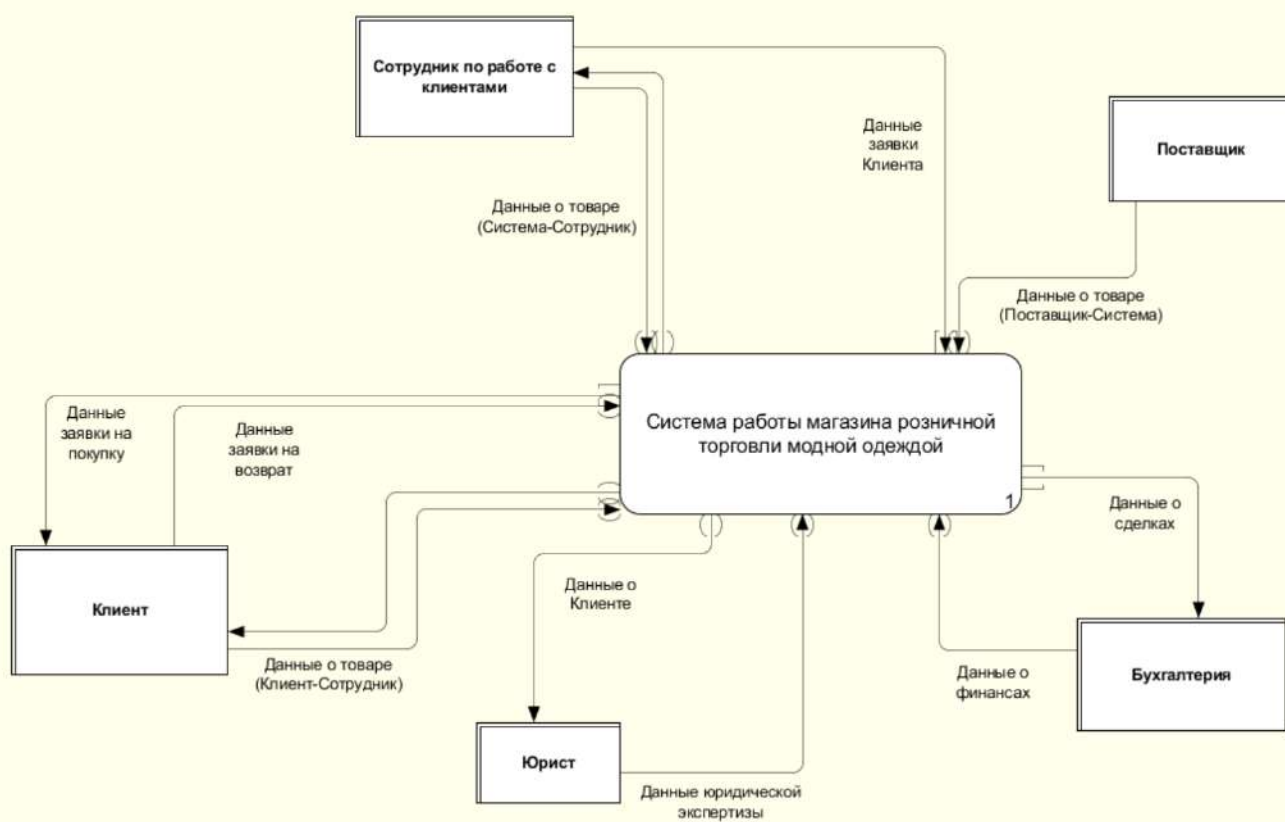 Сотрудник по работе с
клиентами
Данные
заявки
Клиента
Поставщик
Данные о товаре
(Система-Сотрудник)
Данные о товаре
(Поставщик-Система)
Данные
заявки на
покупку
Данные
заявки на
возврат
Система работы магазина розничной
торговли модной одеждой
1
Данные о
сделках
Клиент
Данные о
Клиенте
Данные о товаре
(Клиент-Сотрудник)
Данные о
финансах
Бухгалтерия
Юрист
Данные юридической
экспертизы